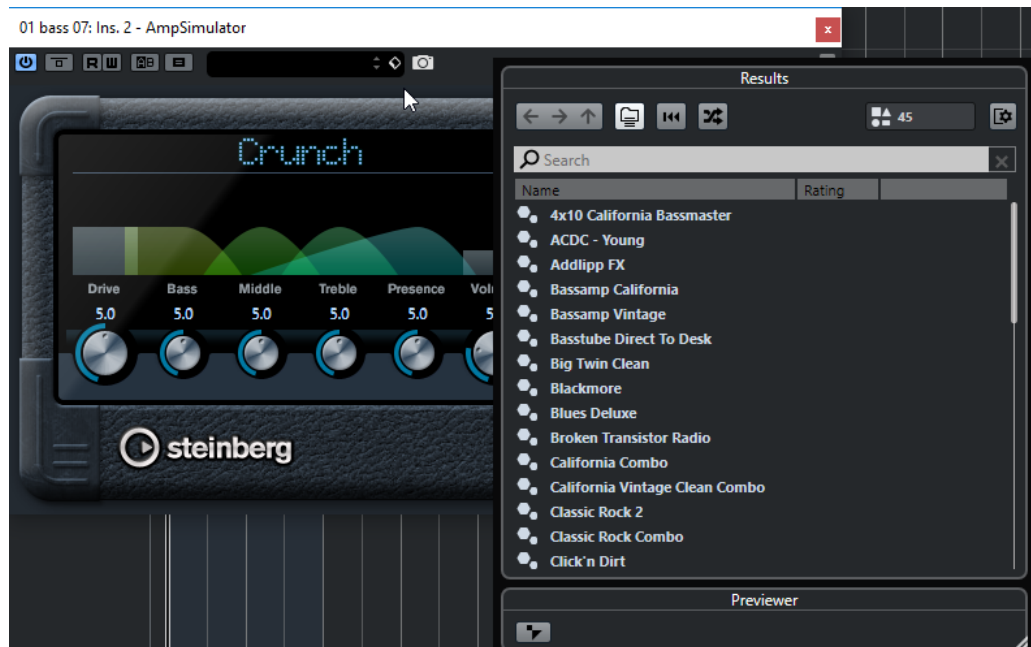 01 bass 07: Ins. 2 - AmpSimulator
x
R W
AB
Results
45
Search
Name Rating
Crunch
Drive Bass Middle Treble Presence
5.0 5.0 5.0 5.0 5.0 5
steinberg
4x10 California Bassmaster
ACDC - Young
Addlipp FX
Bassamp California
Bassamp Vintage
Basstube Direct To Desk
Big Twin Clean
Blackmore
Blues Deluxe
Broken Transistor Radio
California Combo
California Vintage Clean Combo
Classic Rock 2
Classic Rock Combo
Click'n Dirt
Previewer